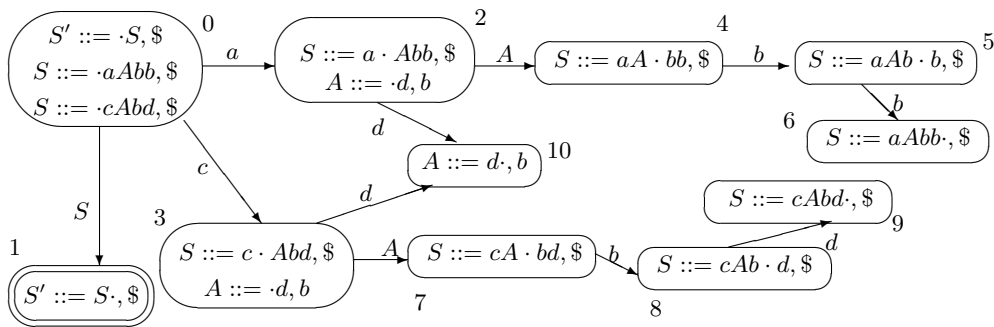 0
S′ ::= ·S, $
S ::= ·aAbb, $
S ::= ·cAbd, $
a
2
S ::= a · Abb, $
A ::= ·d, b
A
4
S ::= aA · bb, $
b
5
S ::= aAb · b, $
b
6
S ::= aAbb·, $
d
10
A ::= d·, b
c
d
S
1
S′ ::= S·, $
3
S ::= c · Abd, $
A ::= ·d, b
A
S ::= cA · bd, $
7
b
S ::= cAb · d, $
8
d
S ::= cAbd·, $
9